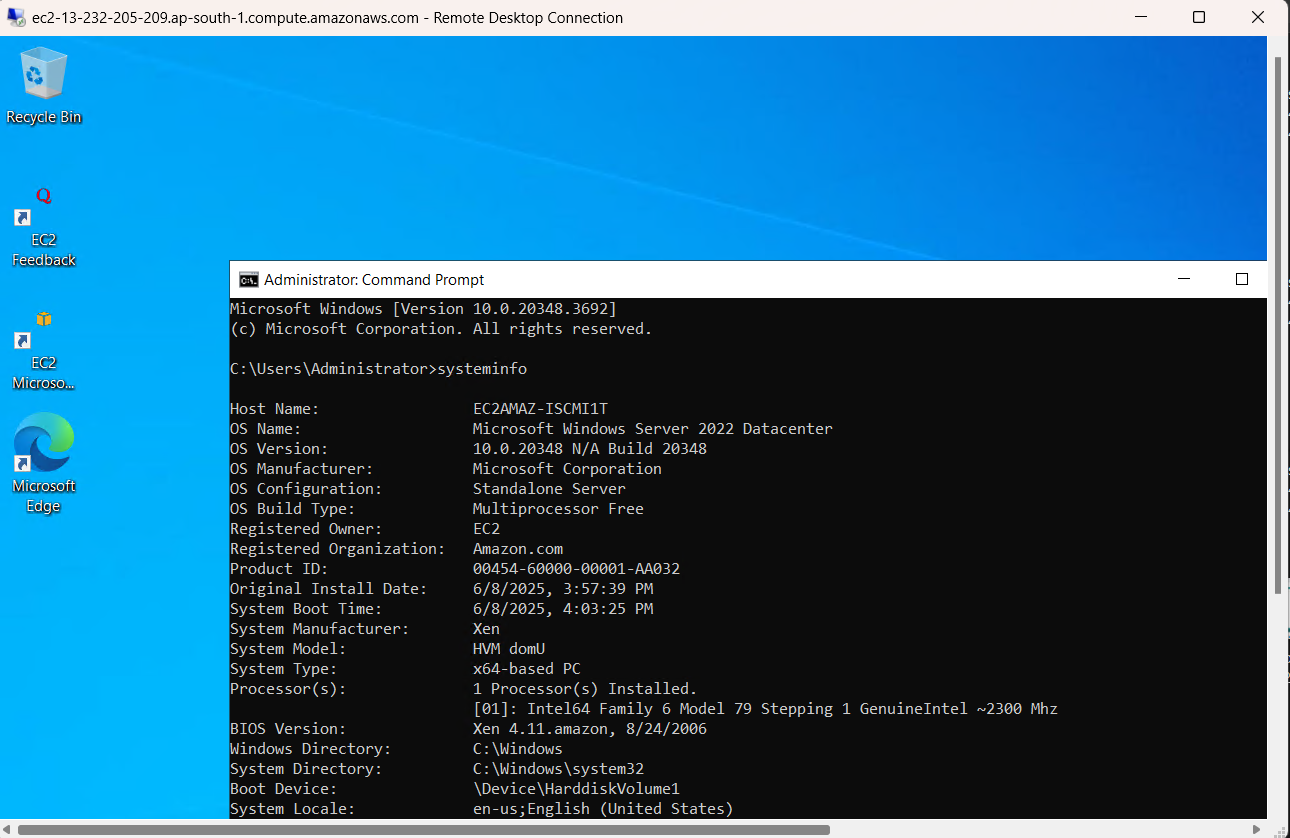 ec2-13-232-205-209.ap-south-1.compute.amazonaws.com - Remote Desktop Connection
Recycle Bin
Q
EC2
Feedback
EC2
Microso...
Microsoft
Edge
Administrator: Command Prompt
Microsoft Windows [Version 10.0.20348.3692]
(c) Microsoft Corporation. All rights reserved.
C:\Users\Administrator>systeminfo
Host Name: EC2AMAZ-ISCMI1T
OS Name: Microsoft Windows Server 2022 Datacenter
OS Version: 10.0.20348 N/A Build 20348
OS Manufacturer: Microsoft Corporation
OS Configuration: Standalone Server
OS Build Type: Multiprocessor Free
Registered Owner: EC2
Registered Organization: Amazon.com
Product ID: 00454-60000-00001-AA032
Original Install Date: 6/8/2025, 3:57:39 PM
System Boot Time: 6/8/2025, 4:03:25 PM
System Manufacturer: Xen
System Model: HVM domU
System Type: x64-based PC
Processor(s): 1 Processor(s) Installed.
[01]: Intel64 Family 6 Model 79 Stepping 1 GenuineIntel ~2300 Mhz
BIOS Version: Xen 4.11.amazon, 8/24/2006
Windows Directory: C:\Windows
System Directory: C:\Windows\system32
Boot Device: \Device\HarddiskVolume1
System Locale: en-us;English (United States)